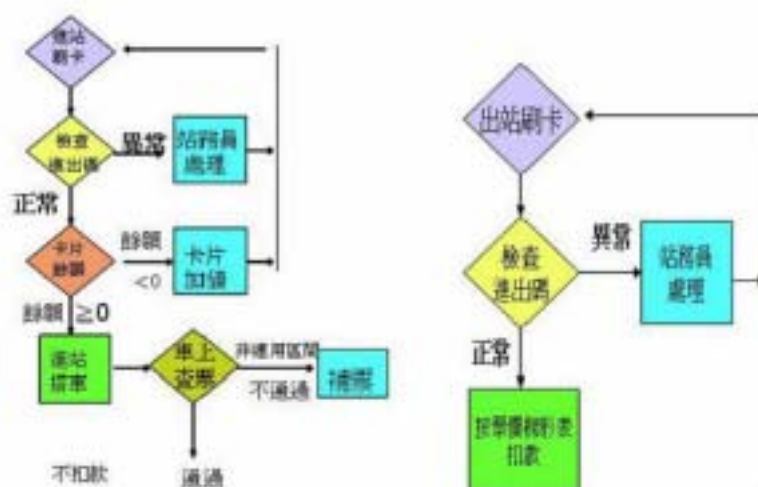 進站
刷卡
檢查
進出碼
異常
站務員
處理
正常
卡片
餘額
餘額
<0
卡片
加值
餘額 ≧0
進站
搭車
車上
查票
非適用區間
不通過
補票
不扣款
通過
出站刷卡
檢查
進出碼
異常
站務員
處理
正常
扣款